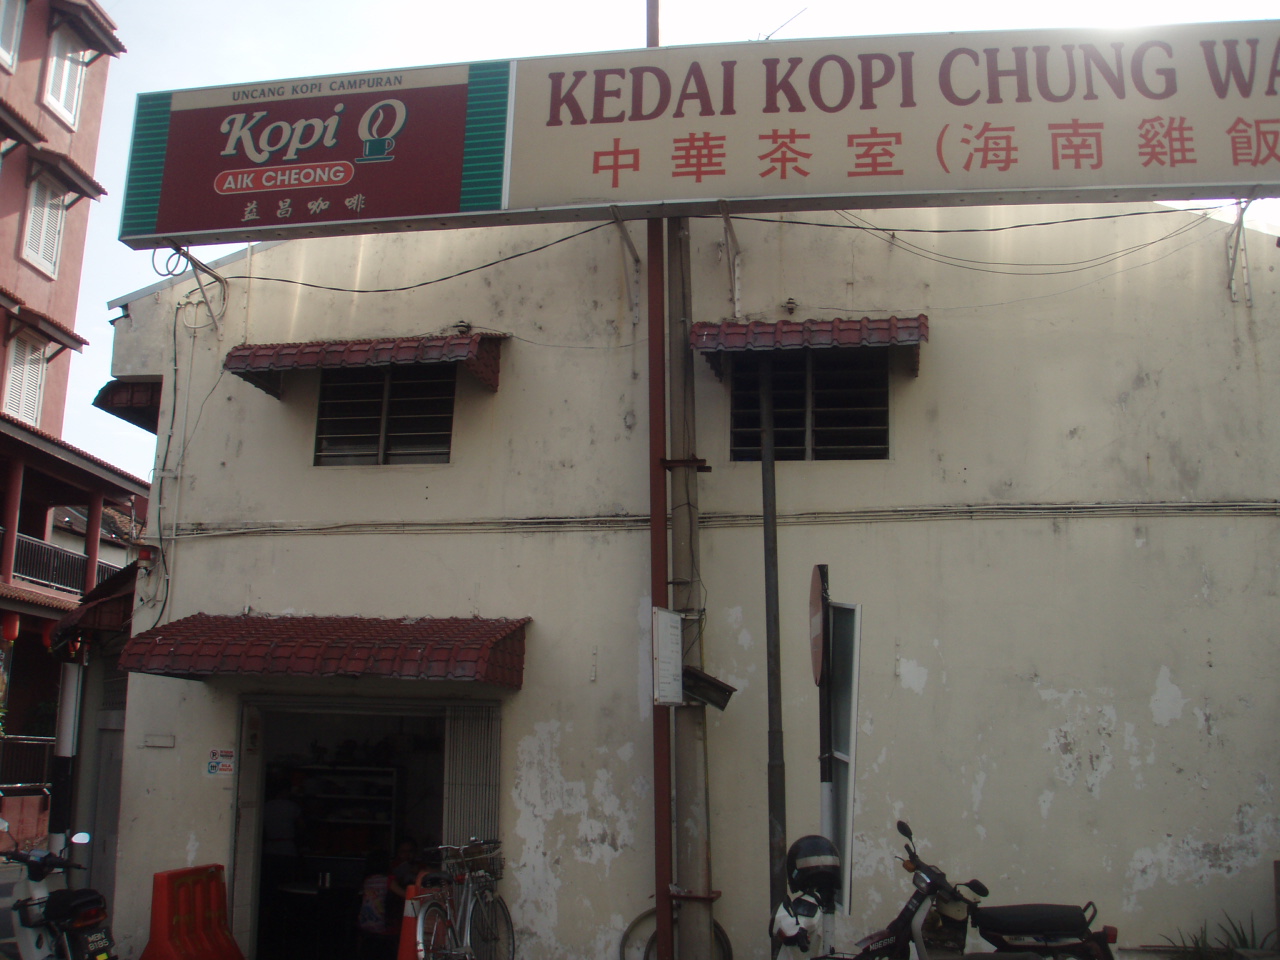 UNCANG KOPI CAMPURAN
Kopi O
AIK CHEONG
益昌咖啡
KEDAI KOPI CHUNG WA
中華茶室（海南雞飯